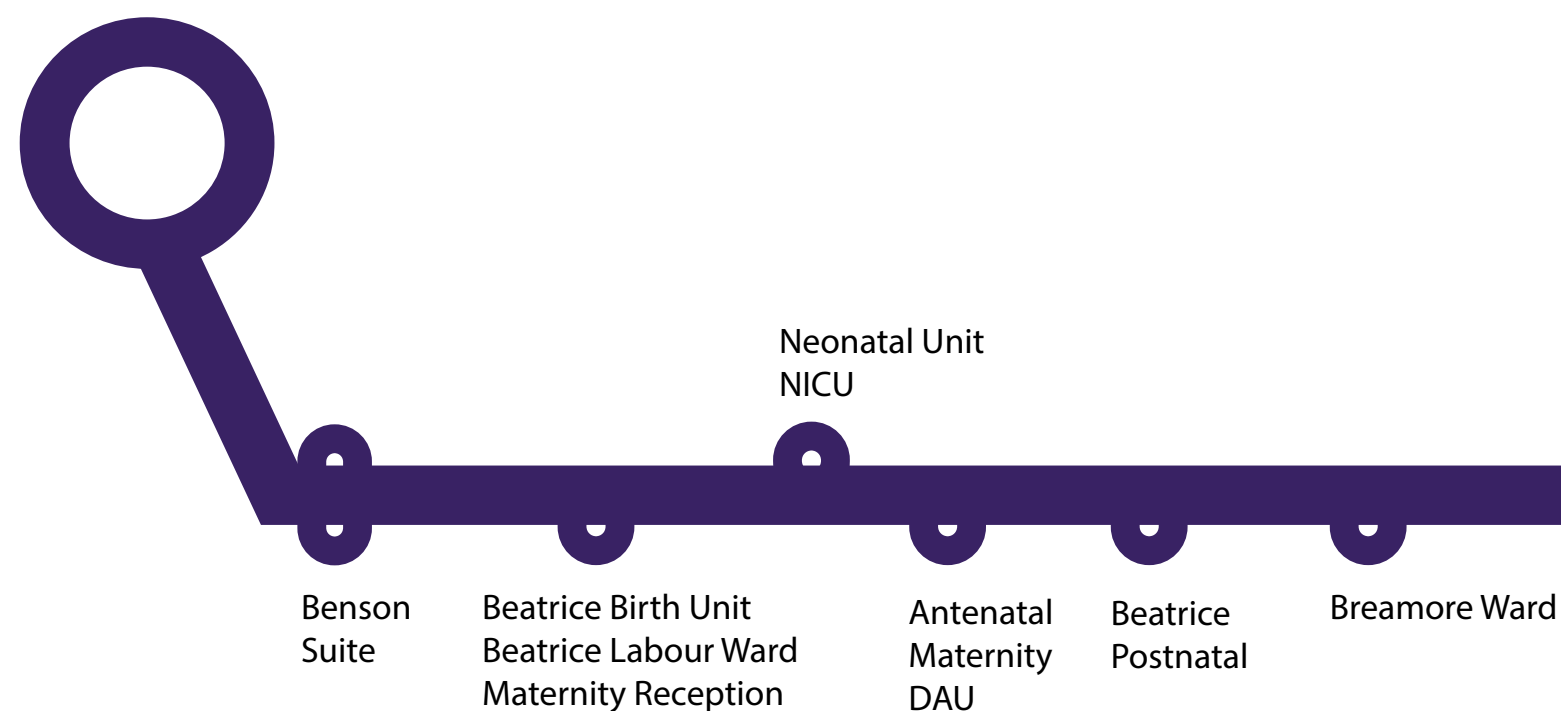 Neonatal Unit
NICU
Benson
Suite
Beatrice Birth Unit
Beatrice Labour Ward
Maternity Reception
Antenatal
Maternity
DAU
Beatrice
Postnatal
Breamore Ward